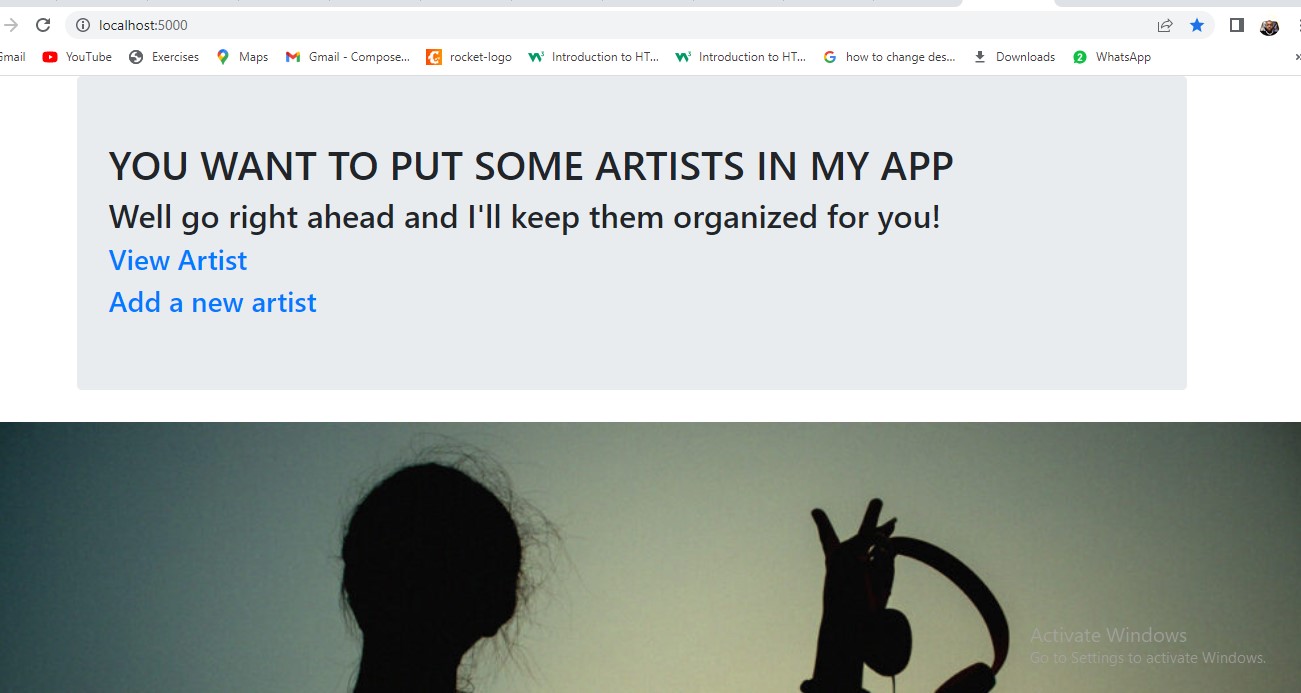 localhost:5000
Gmail YouTube Exercises Maps Gmail - Compose... rocket-logo Introduction to HT... Introduction to HT... how to change des... Downloads 2 WhatsApp »
YOU WANT TO PUT SOME ARTISTS IN MY APP
Well go right ahead and I'll keep them organized for you!
View Artist
Add a new artist
Activate Windows
Go to Settings to activate Windows.